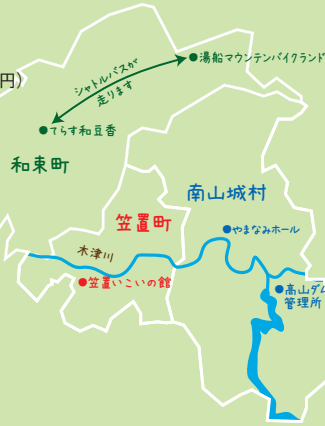 円）
シャトルバスが
走ります
●湯船マウンテンバイクランド
●てらす和豆香
和束町
南山城村
笠置町
●やまなみホール
木津川
●笠置いこいの館
●高山ダム
管理所